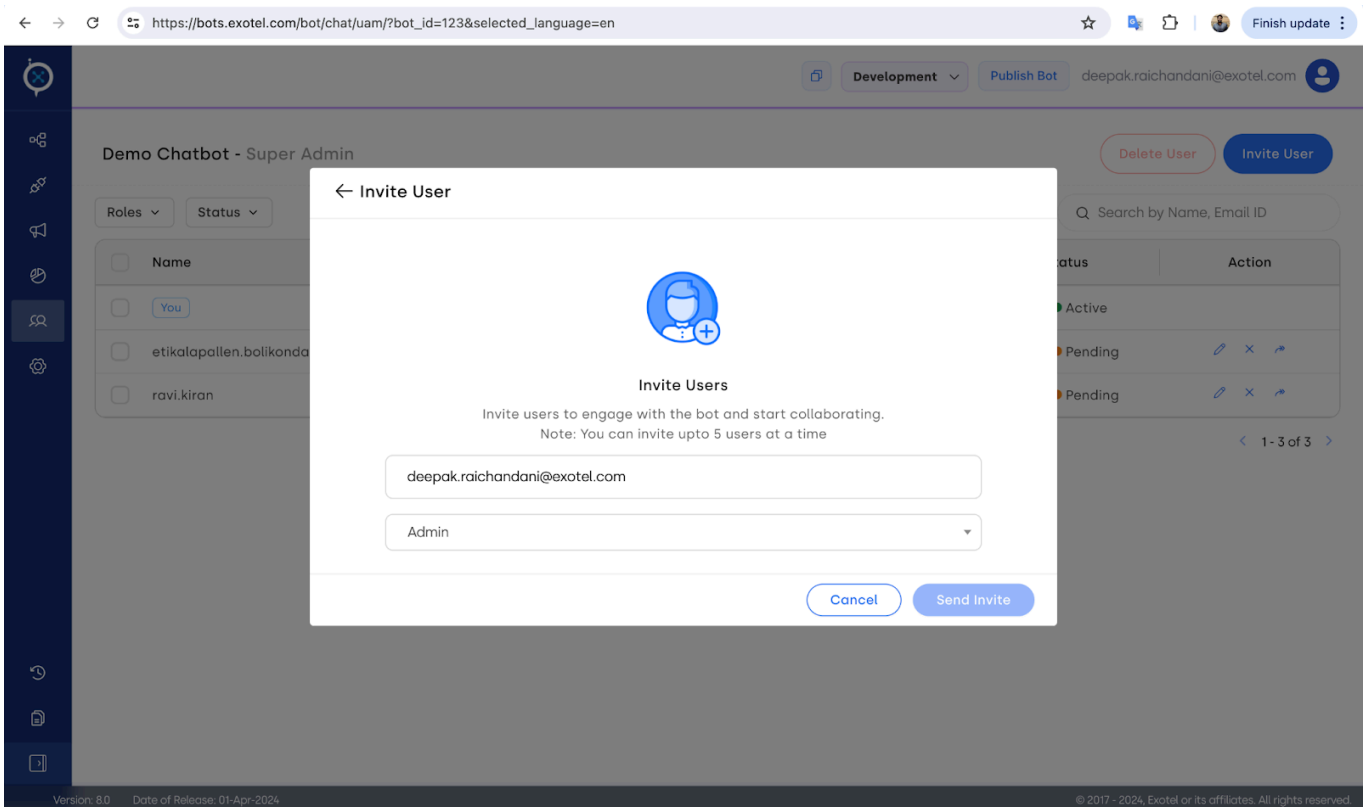 https://bots.exotel.com/bot/chat/uam/?bot_id=123&selected_language=en
Finish update
Development
Publish Bot
deepak.raichandani@exotel.com
Demo Chatbot - Super Admin
Delete User
Invite User
Invite User
Roles
Status
Search by Name, Email ID
Name
atus
Action
You
Active
etikalapallen.bolikonda
Pending
ravi.kiran
Pending
1 - 3 of 3
Invite Users
Invite users to engage with the bot and start collaborating.
Note: You can invite upto 5 users at a time
deepak.raichandani@exotel.com
Admin
Cancel
Send Invite
Version: 8.0
Date of Release: 01-Apr-2024
© 2017 - 2024, Exotel or its affiliates. All rights reserved.